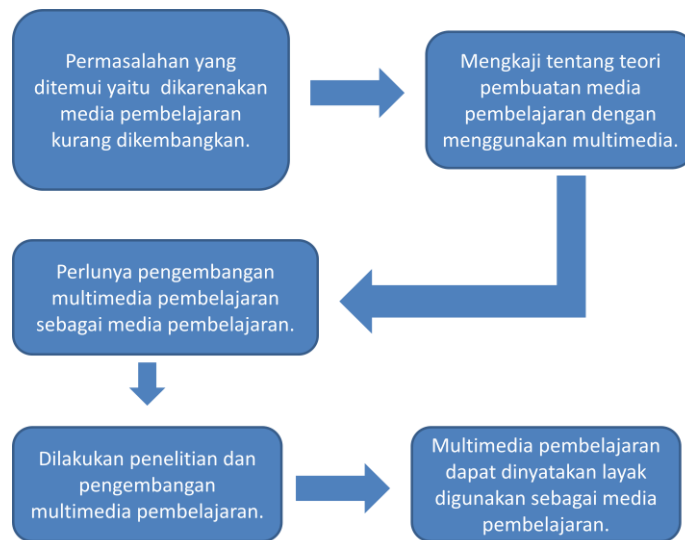 Permasalahan yang
ditemui yaitu dikarenakan
media pembelajaran
kurang dikembangkan.
Mengkaji tentang teori
pembuatan media
pembelajaran dengan
menggunakan multimedia.
Perlunya pengembangan
multimedia pembelajaran
sebagai media pembelajaran.
Dilakukan penelitian dan
pengembangan
multimedia pembelajaran.
Multimedia pembelajaran
dapat dinyatakan layak
digunakan sebagai media
pembelajaran.